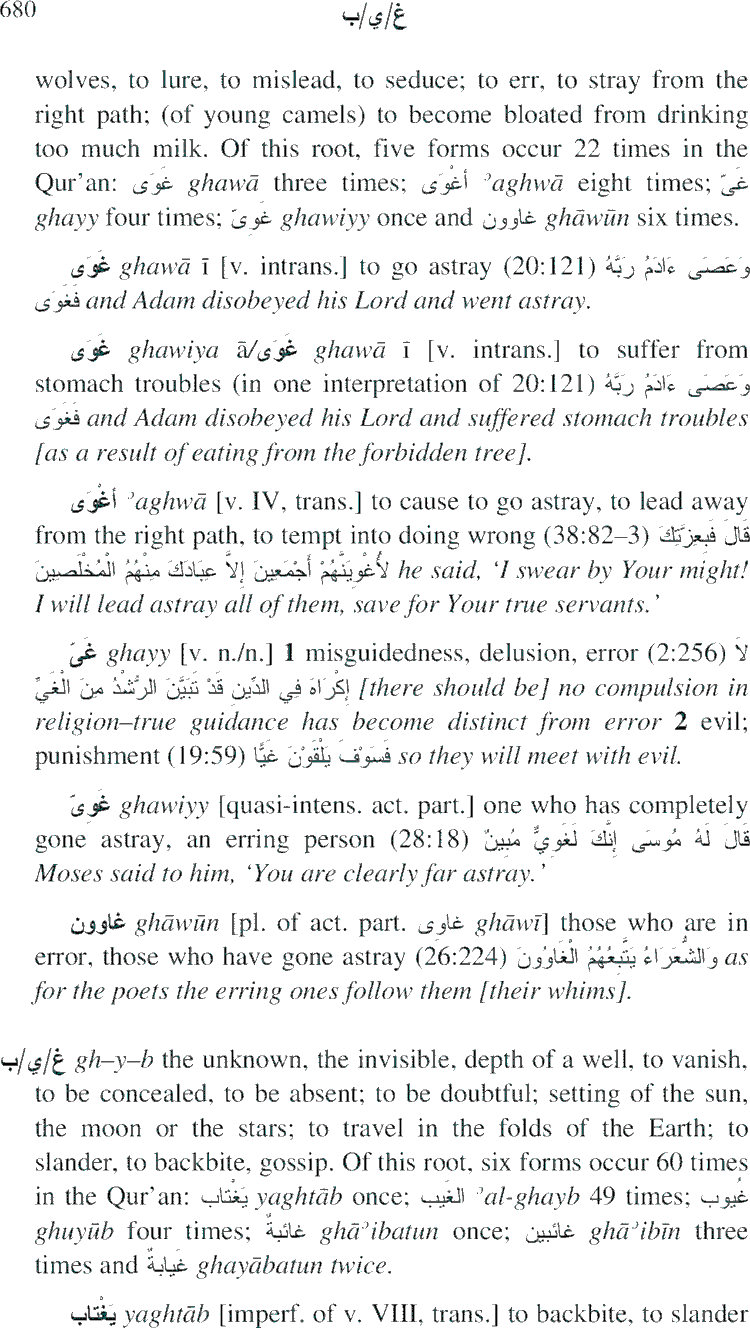 680
غ/ي/ب
wolves, to lure, to mislead, to seduce; to err, to stray from the
right path; (of young camels) to become bloated from drinking
too much milk. Of this root, five forms occur 22 times in the
Qur’an: غَوَى ghawā three times; أغْوَى ʾaghwā eight times; غَىّ
ghayy four times; غَوِىّ ghawiyy once and غاوون ghāwūn six times.
غَوَى ghawā ī [v. intrans.] to go astray (20:121) وَعَصَى ءَادَمُ رَبَّهُ
فَغَوَى and Adam disobeyed his Lord and went astray.
غَوَى ghawiya ā/غَوَى ghawā ī [v. intrans.] to suffer from
stomach troubles (in one interpretation of 20:121) وَعَصَى ءَادَمُ رَبَّهُ
فَغَوَى and Adam disobeyed his Lord and suffered stomach troubles
[as a result of eating from the forbidden tree].
أغْوَى ʾaghwā [v. IV, trans.] to cause to go astray, to lead away
from the right path, to tempt into doing wrong (38:82–3) قَالَ فَبِعِزَّتِكَ
لأُغْوِيَنَّهُمْ أَجْمَعِينَ إِلاَّ عِبَادَكَ مِنْهُمُ الْمُخْلَصِينَ he said, ‘I swear by Your might!
I will lead astray all of them, save for Your true servants.’
غَىّ ghayy [v. n./n.] 1 misguidedness, delusion, error (2:256) لاَ
إِكْرَاهَ فِي الدِّينِ قَدْ تَبَيَّنَ الرُّشْدُ مِنَ الْغَيِّ [there should be] no compulsion in
religion–true guidance has become distinct from error 2 evil;
punishment (19:59) فَسَوْفَ يَلْقَوْنَ غَيًّا so they will meet with evil.
غَوِىّ ghawiyy [quasi-intens. act. part.] one who has completely
gone astray, an erring person (28:18) قَالَ لَهُ مُوسَى إِنَّكَ لَغَوِيٌّ مُبِينٌ
Moses said to him, ‘You are clearly far astray.’
غاوون ghāwūn [pl. of act. part. غاوِى ghāwī] those who are in
error, those who have gone astray (26:224) وَالشُّعَرَاءُ يَتَّبِعُهُمُ الْغَاوُونَ as
for the poets the erring ones follow them [their whims].
غ/ي/ب gh–y–b the unknown, the invisible, depth of a well, to vanish,
to be concealed, to be absent; to be doubtful; setting of the sun,
the moon or the stars; to travel in the folds of the Earth; to
slander, to backbite, gossip. Of this root, six forms occur 60 times
in the Qur’an: يَغْتاب yaghtāb once; الغَيب ʾal-ghayb 49 times; غُيوب
ghuyūb four times; غائبةٌ ghāʾibatun once; غائبين ghāʾibīn three
times and غَيابةٌ ghayābatun twice.
يَغْتاب yaghtāb [imperf. of v. VIII, trans.] to backbite, to slander